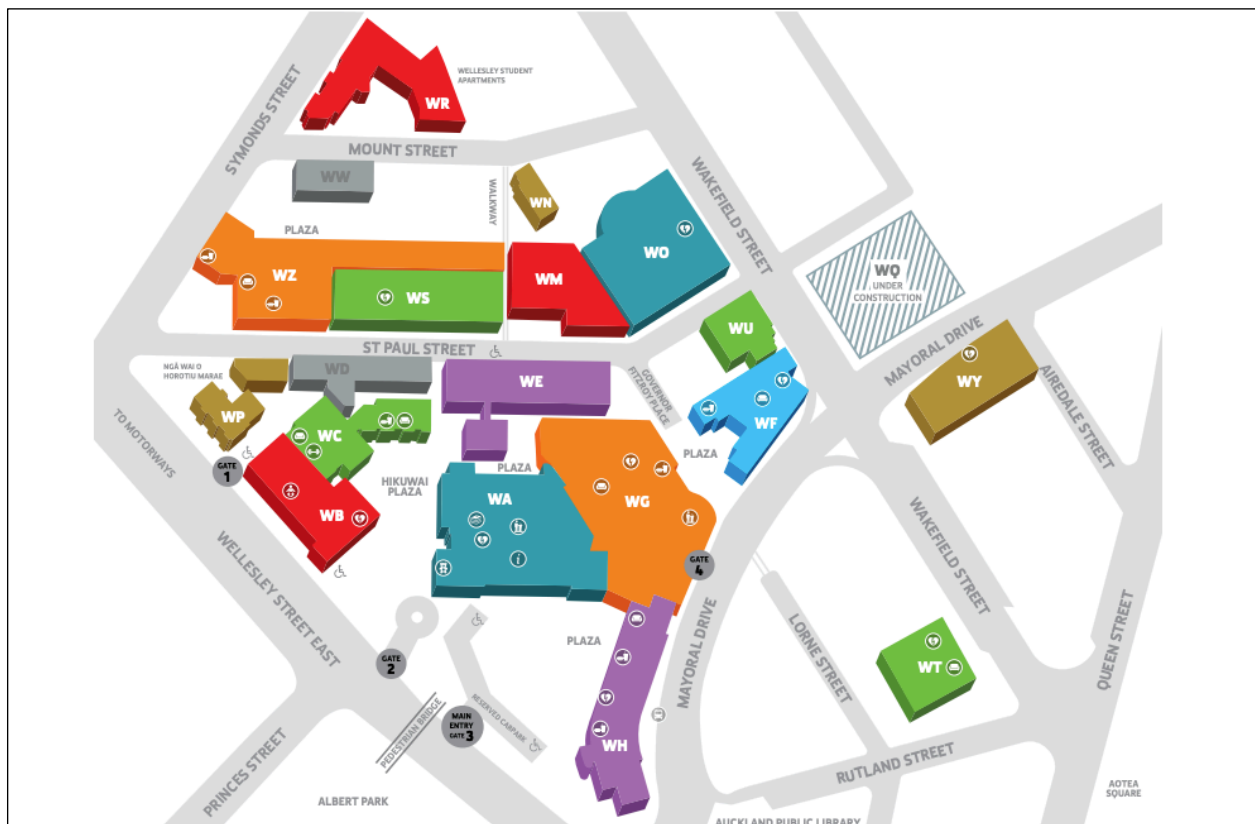 WELLESLEY STUDENT
APARTMENTS
WR
SYMONDS STREET
MOUNT STREET
WW
WALKWAY
WN
WAKEFIELD STREET
PLAZA
WO
WZ
WS
WM
WQ
UNDER
CONSTRUCTION
WU
MAYORAL DRIVE
ST PAUL STREET
NGĀ WAI O
HOROTIU MARAE
WD
WE
GOVERNOR
FITZROY PLACE
WY
AIREDALE STREET
WP
WC
WF
TO MOTORWAYS
GATE
1
HIKUWAI
PLAZA
PLAZA
PLAZA
WB
WA
WG
i
WELLESLEY STREET EAST
GATE
4
WAKEFIELD STREET
QUEEN STREET
PLAZA
MAYORAL DRIVE
LORNE STREET
WT
GATE
2
PEDESTRIAN BRIDGE
MAIN
ENTRY
GATE 3
RESERVED CARPARK
WH
RUTLAND STREET
PRINCES STREET
ALBERT PARK
AOTEA
SQUARE
AUCKLAND PUBLIC LIBRARY